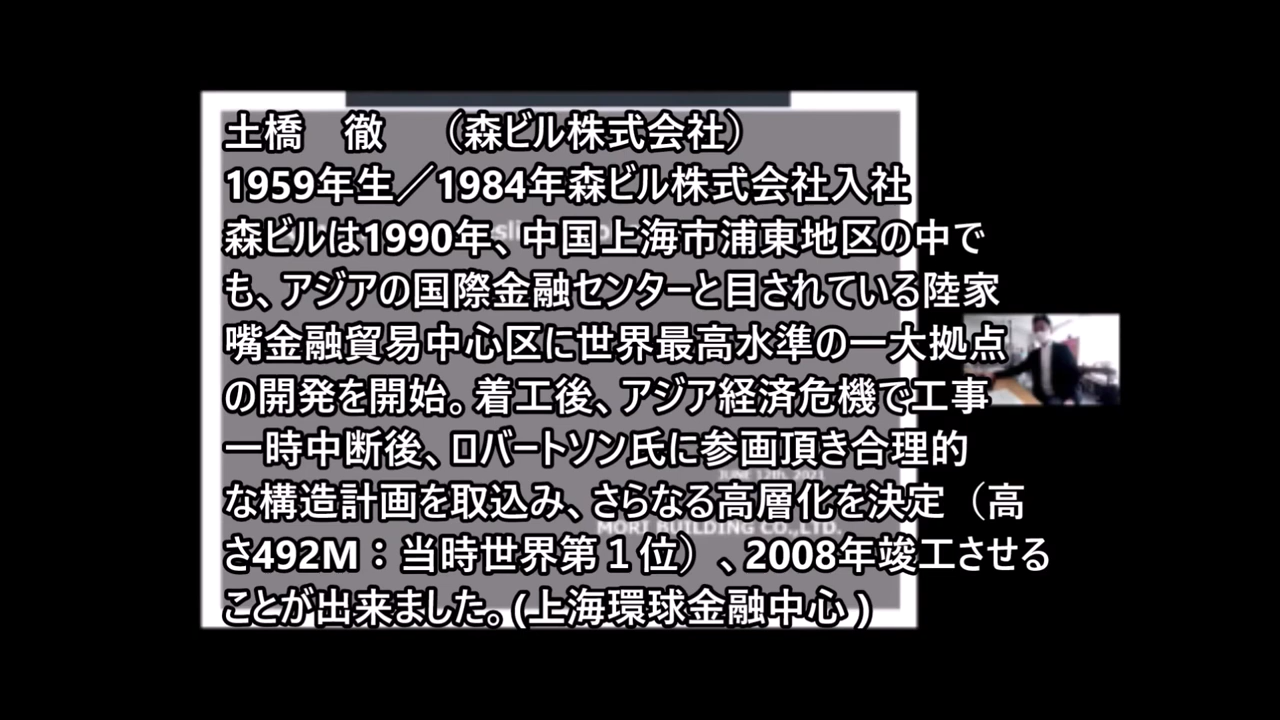 土橋　徹　（森ビル株式会社）
1959年生／1984年森ビル株式会社入社
森ビルは1990年、中国上海市浦東地区の中で
も、アジアの国際金融センターと目されている陸家
嘴金融貿易中心区に世界最高水準の一大拠点
の開発を開始。着工後、アジア経済危機で工事
一時中断後、ロバートソン氏に参画頂き合理的
な構造計画を取込み、さらなる高層化を決定（高
さ492M：当時世界第１位）、2008年竣工させる
ことが出来ました。(上海環球金融中心 )
JUNE 12th, 2021
MORI BUILDING CO.,LTD.